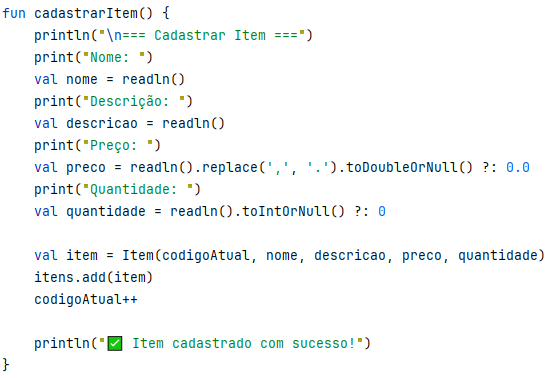 fun cadastrarItem() {
    println("\n=== Cadastrar Item ===")
    print("Nome: ")
    val nome = readln()
    print("Descrição: ")
    val descricao = readln()
    print("Preço: ")
    val preco = readln().replace(',', '.').toDoubleOrNull() ?: 0.0
    print("Quantidade: ")
    val quantidade = readln().toIntOrNull() ?: 0

    val item = Item(codigoAtual, nome, descricao, preco, quantidade)
    itens.add(item)
    codigoAtual++

    println("✅ Item cadastrado com sucesso!")
}